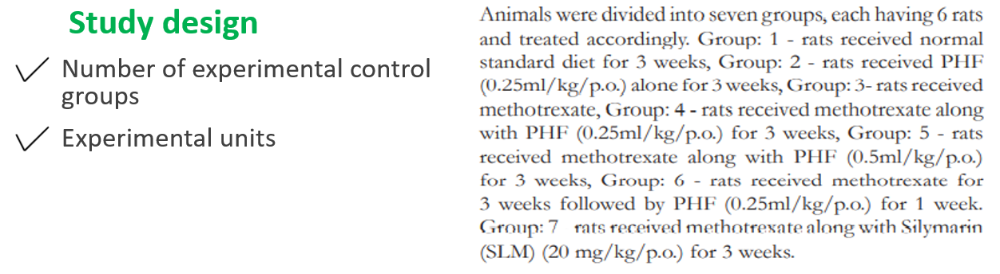 Study design
Number of experimental control
groups
Experimental units
Animals were divided into seven groups, each having 6 rats
and treated accordingly. Group: 1 - rats received normal
standard diet for 3 weeks, Group: 2 - rats received PHF
(0.25ml/kg/p.o.) alone for 3 weeks, Group: 3- rats received
methotrexate, Group: 4 - rats received methotrexate along
with PHF (0.25ml/kg/p.o.) for 3 weeks, Group: 5 - rats
received methotrexate along with PHF (0.5ml/kg/p.o.)
for 3 weeks, Group: 6 - rats received methotrexate for
3 weeks followed by PHF (0.25ml/kg/p.o.) for 1 week.
Group: 7 rats received methotrexate along with Silymarin
(SLM) (20 mg/kg/p.o.) for 3 weeks.